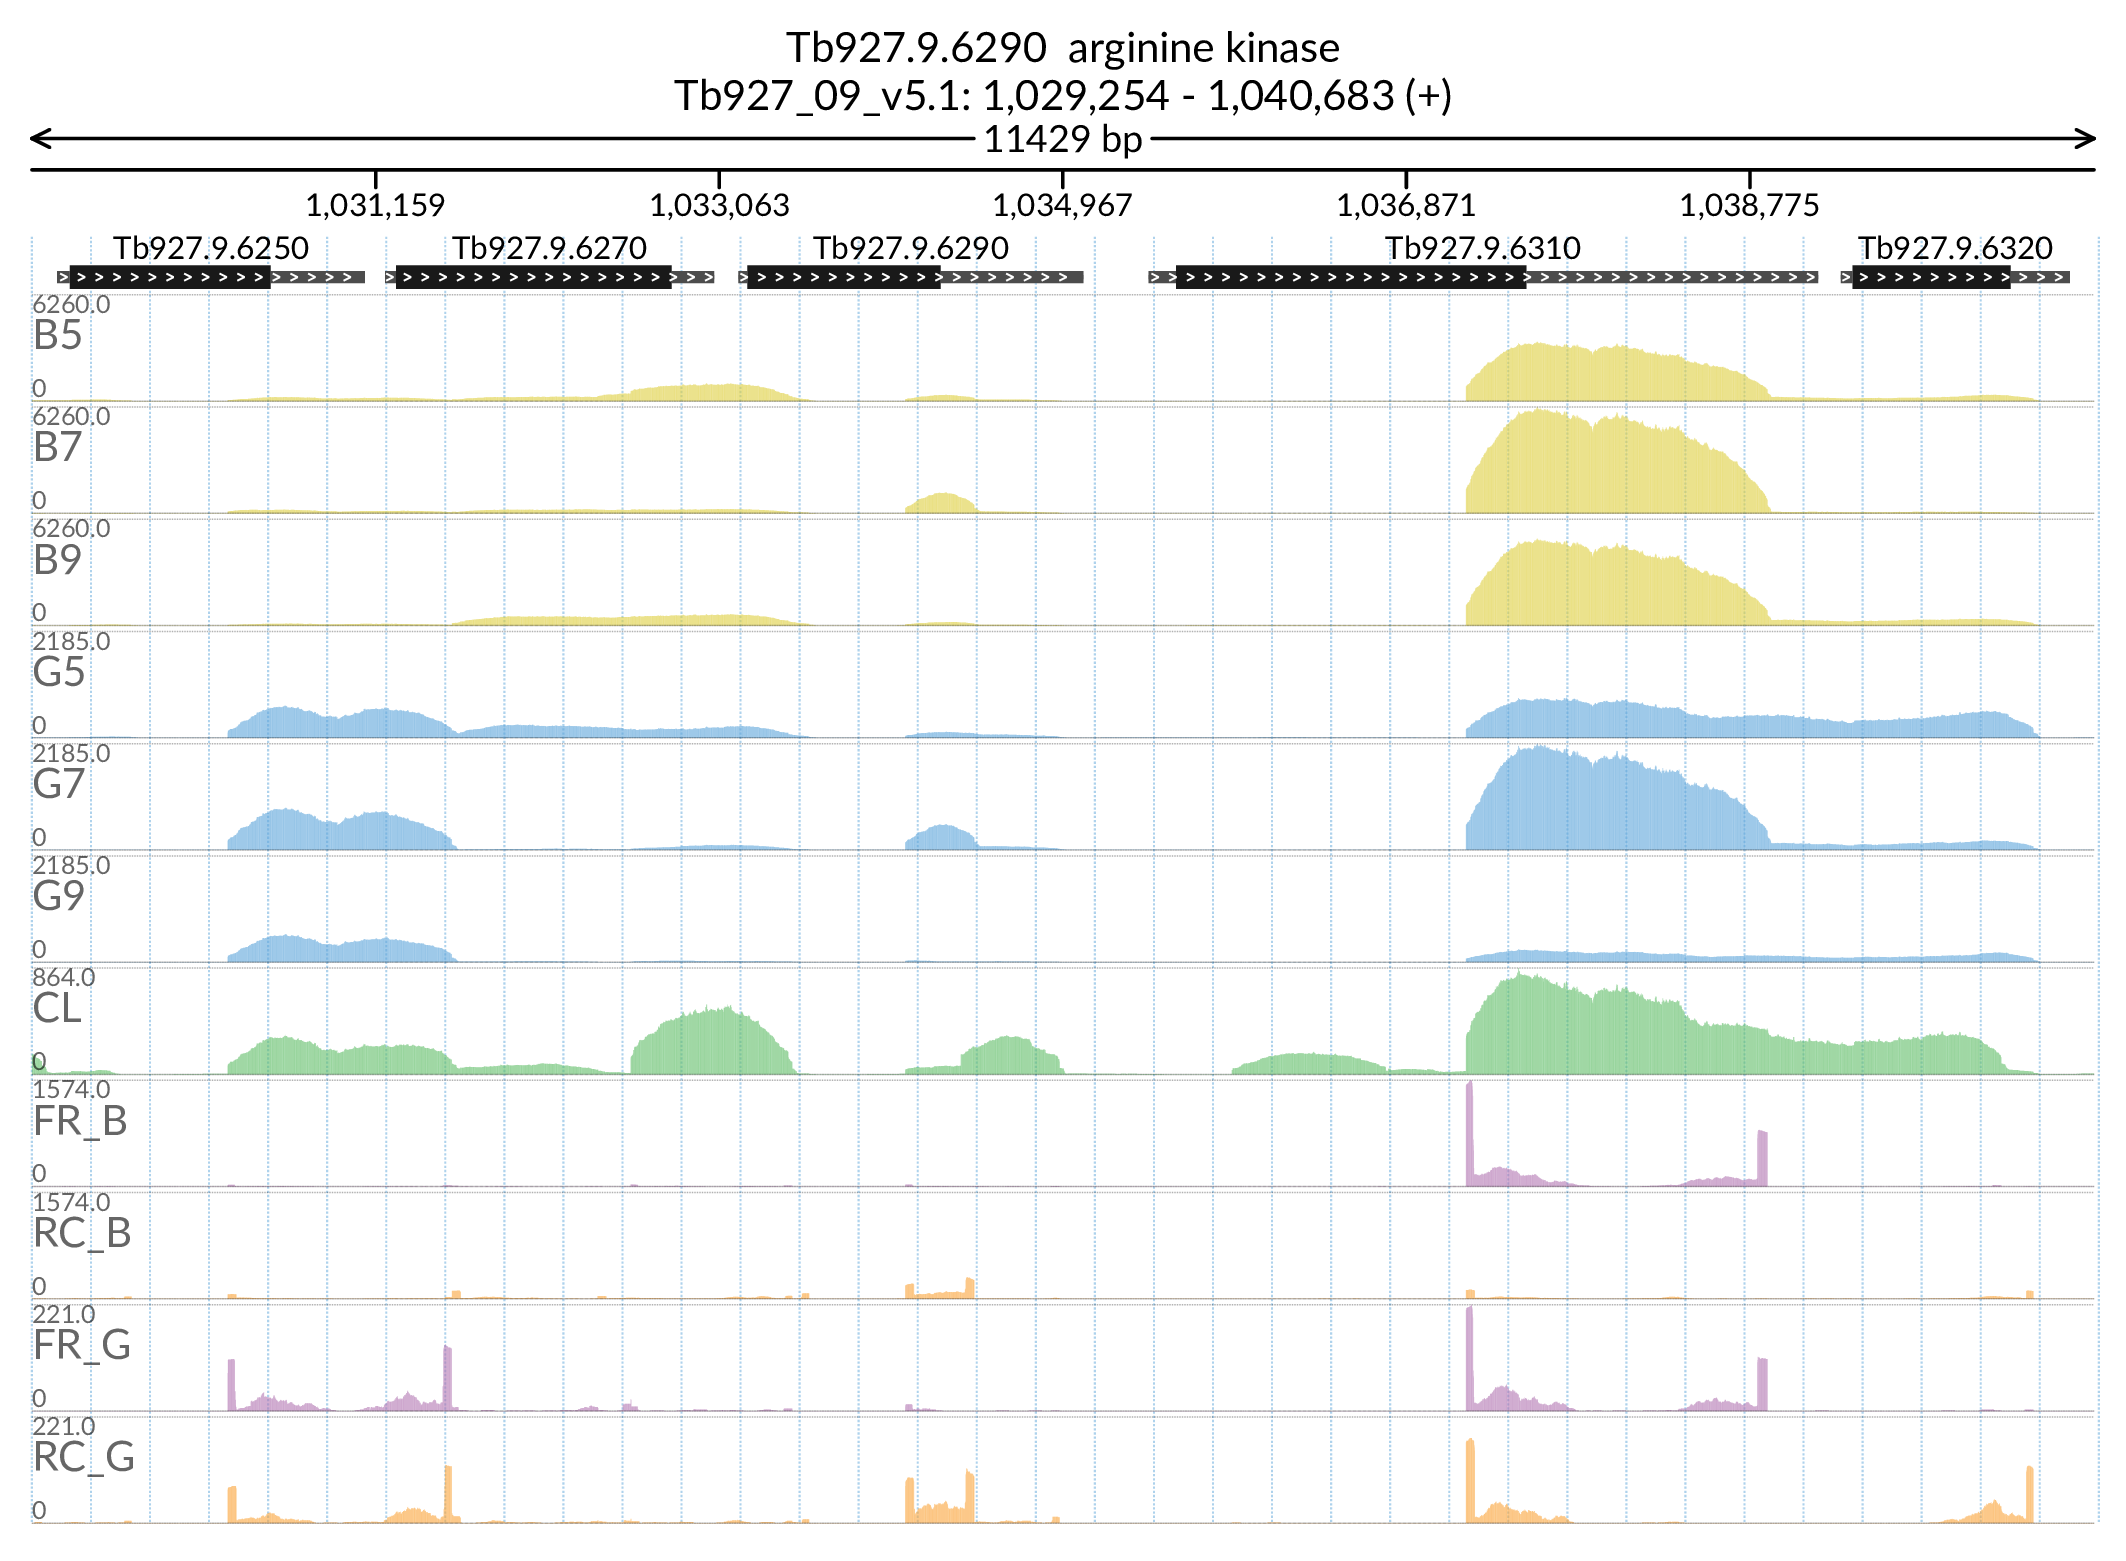 Tb927.9.6290  arginine kinase
Tb927_09_v5.1: 1,029,254 - 1,040,683 (+)
11429 bp
1,031,159 1,033,063 1,034,967 1,036,871 1,038,775
Tb927.9.6250 Tb927.9.6270 Tb927.9.6290 Tb927.9.6310 Tb927.9.6320
6260.0
B5
0
6260.0
B7
0
6260.0
B9
0
2185.0
G5
0
2185.0
G7
0
2185.0
G9
0
864.0
CL
0
1574.0
FR_B
0
1574.0
RC_B
0
221.0
FR_G
0
221.0
RC_G
0